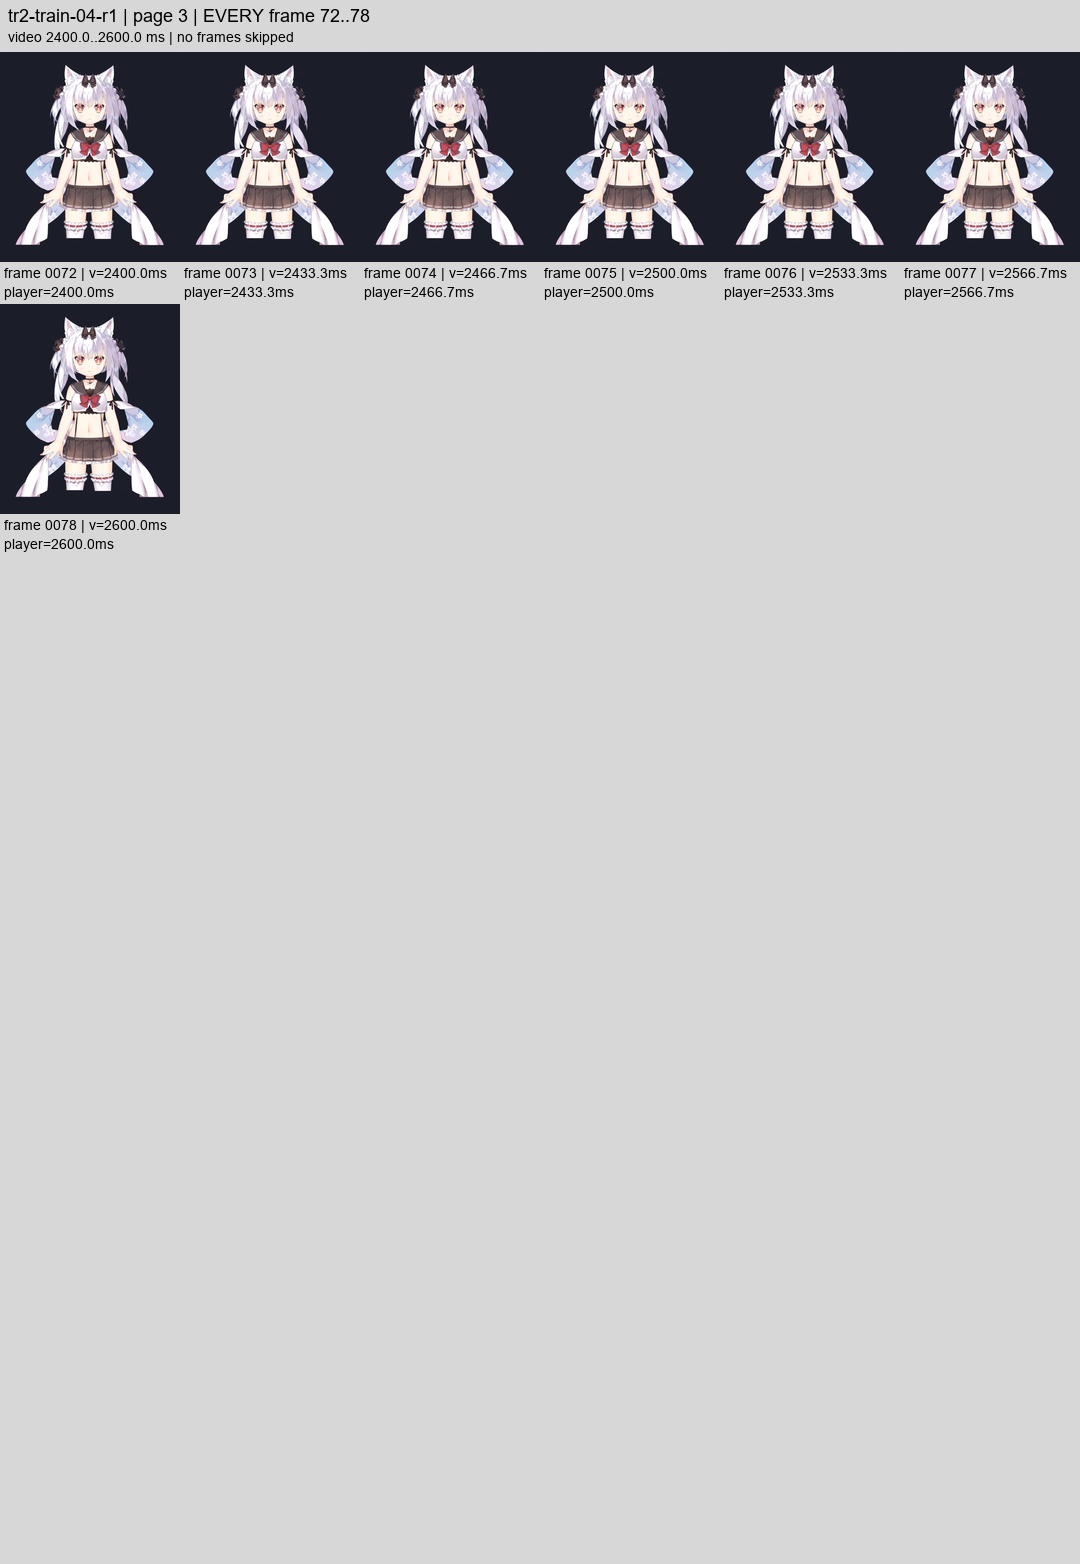 tr2-train-04-r1 | page 3 | EVERY frame 72..78
video 2400.0..2600.0 ms | no frames skipped
frame 0072 | v=2400.0ms
player=2400.0ms
frame 0073 | v=2433.3ms
player=2433.3ms
frame 0074 | v=2466.7ms
player=2466.7ms
frame 0075 | v=2500.0ms
player=2500.0ms
frame 0076 | v=2533.3ms
player=2533.3ms
frame 0077 | v=2566.7ms
player=2566.7ms
frame 0078 | v=2600.0ms
player=2600.0ms